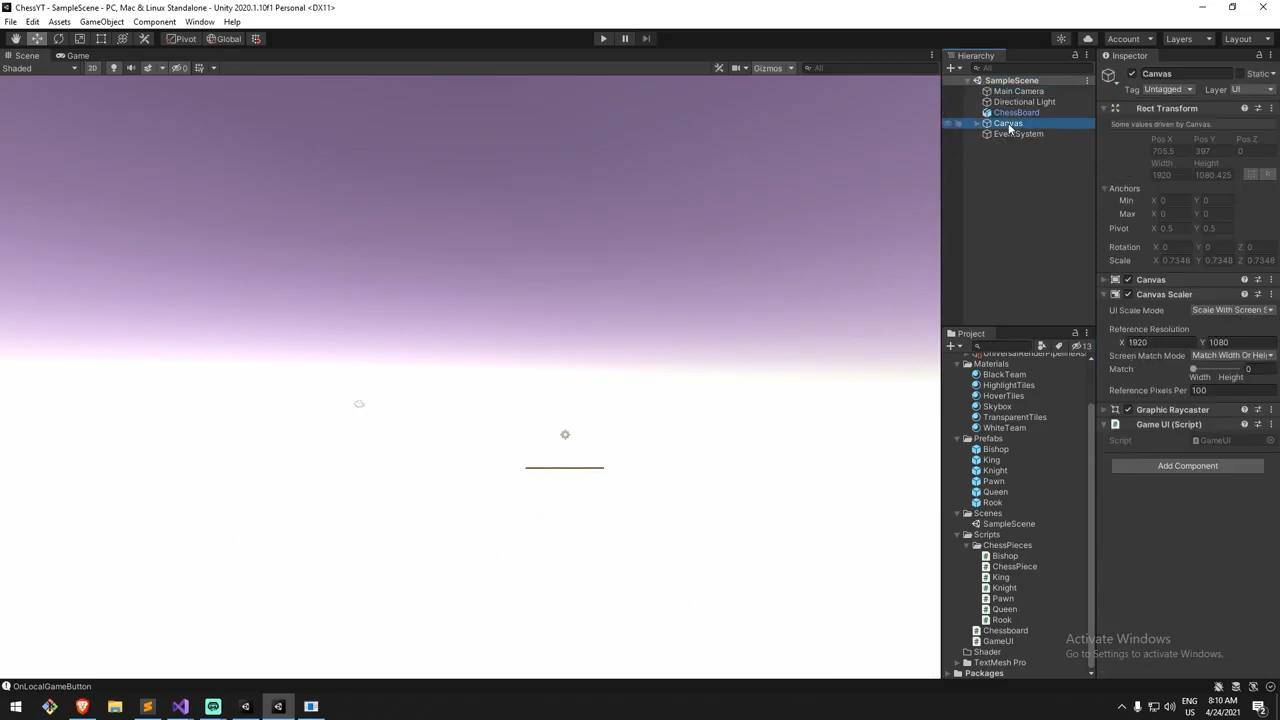 ChessYT - SampleScene - PC, Mac & Linux Standalone - Unity 2020.1.10f1 Personal <DX11>
File Edit Assets GameObject Component Window Help
Pivot Global Account Layers Layout
Scene Game Hierarchy Inspector
Shaded 2D 0 Gizmos All All
Canvas Static
Tag Untagged Layer UI
SampleScene
Main Camera
Directional Light
ChessBoard
Canvas
EventSystem
Rect Transform
Some values driven by Canvas.
Pos X Pos Y Pos Z
705.5 397 0
Width Height
1920 1080.425
Anchors
Min X 0 Y 0
Max X 0 Y 0
Pivot X 0.5 Y 0.5
Rotation X 0 Y 0 Z 0
Scale X 0.7348 Y 0.7348 Z 0.7348
Canvas
Canvas Scaler
UI Scale Mode Scale With Screen S
Reference Resolution
X 1920 Y 1080
Screen Match Mode Match Width Or Hei
Match 0
Width Height
Reference Pixels Per 100
Graphic Raycaster
Game UI (Script)
Script GameUI
Add Component
Project
13
UniversalRenderPipelineAs
Materials
BlackTeam
HighlightTiles
HoverTiles
Skybox
TransparentTiles
WhiteTeam
Prefabs
Bishop
King
Knight
Pawn
Queen
Rook
Scenes
SampleScene
Scripts
ChessPieces
Bishop
ChessPiece
King
Knight
Pawn
Queen
Rook
Chessboard
GameUI
Shader
TextMesh Pro
Packages
Activate Windows
Go to Settings to activate Windows.
OnLocalGameButton
ENG
US
8:10 AM
4/24/2021
2